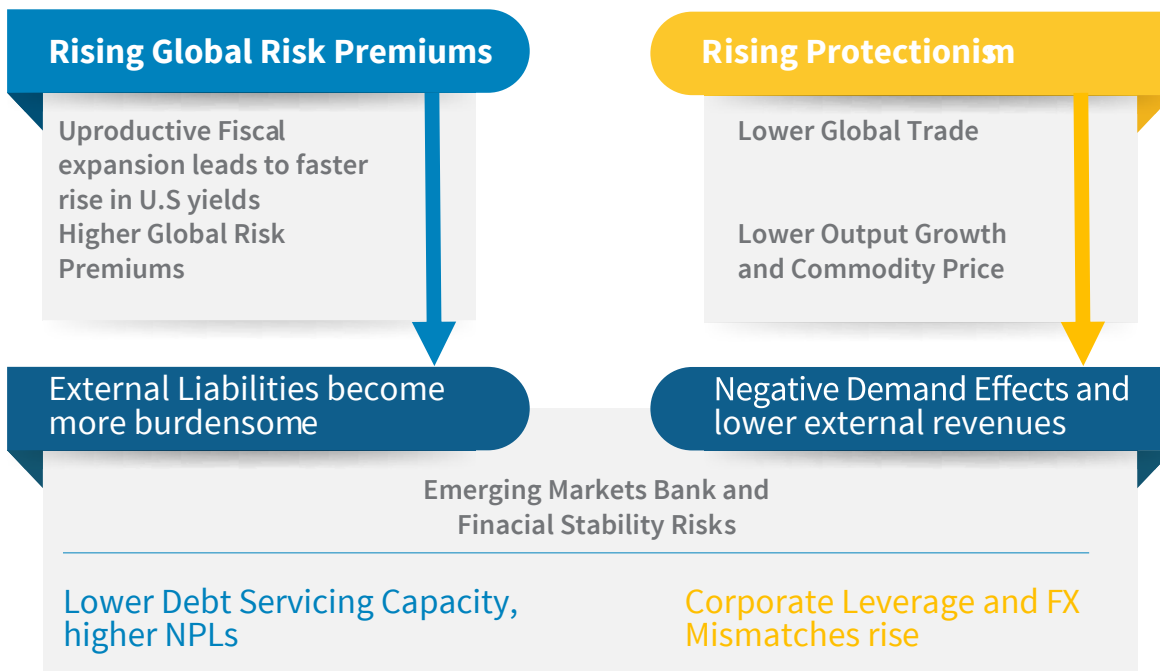 Rising Global Risk Premiums
Uproductive Fiscal
expansion leads to faster
rise in U.S yields
Higher Global Risk
Premiums
Rising Protectionism
Lower Global Trade
Lower Output Growth
and Commodity Price
External Liabilities become
more burdensome
Negative Demand Effects and
lower external revenues
Emerging Markets Bank and
Finacial Stability Risks
Lower Debt Servicing Capacity,
higher NPLs
Corporate Leverage and FX
Mismatches rise